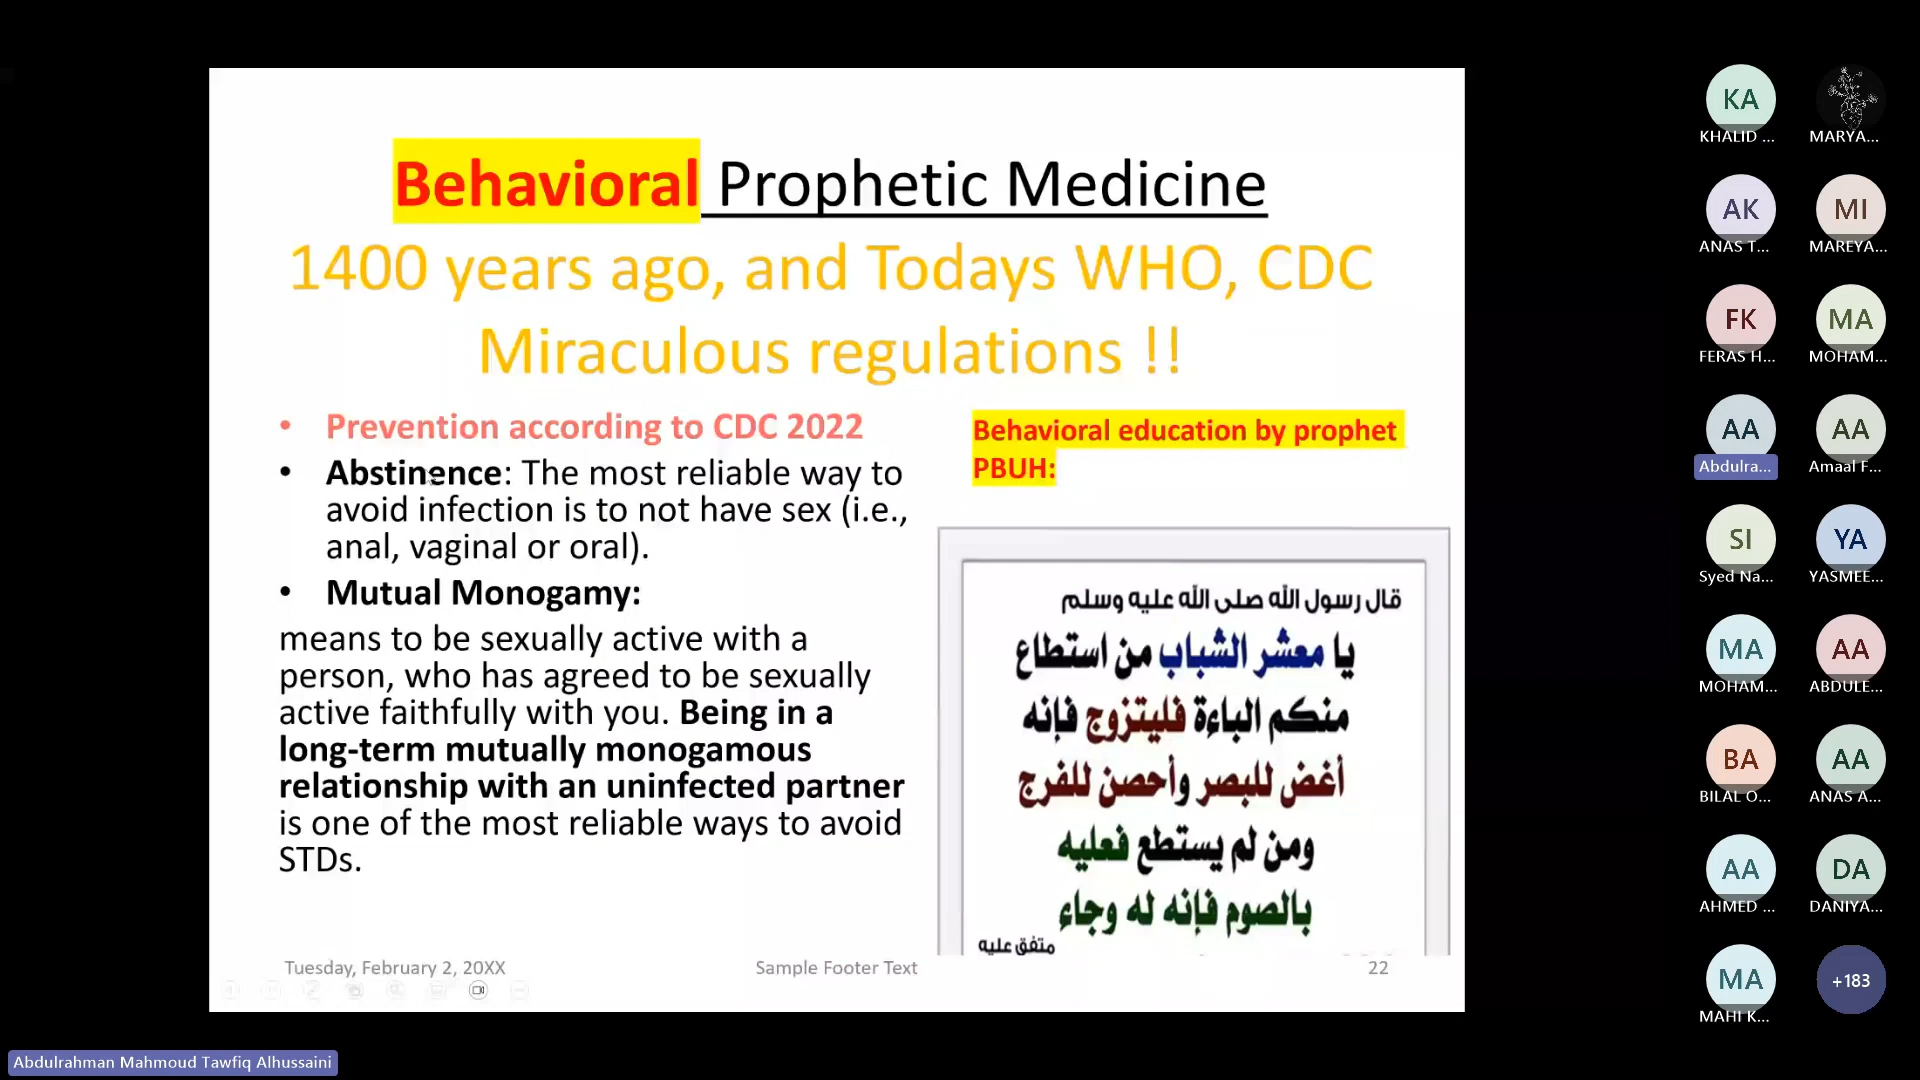 Behavioral Prophetic Medicine
1400 years ago, and Todays WHO, CDC
Miraculous regulations !!
• Prevention according to CDC 2022
• Abstinence: The most reliable way to
avoid infection is to not have sex (i.e.,
anal, vaginal or oral).
• Mutual Monogamy:
means to be sexually active with a
person, who has agreed to be sexually
active faithfully with you. Being in a
long-term mutually monogamous
relationship with an uninfected partner
is one of the most reliable ways to avoid
STDs.
Behavioral education by prophet
PBUH:
قال رسول الله صلى الله عليه وسلم
يا معشر الشباب من استطاع
منكم الباءة فليتزوج فإنه
أغض للبصر وأحصن للفرج
ومن لم يستطع فعليه
بالصوم فإنه له وجاء
متفق عليه
Tuesday, February 2, 20XX
Sample Footer Text
22
KA
KHALID ...
MARYA...
AK
ANAS T...
MI
MAREYA...
FK
FERAS H...
MA
MOHAM...
AA
Abdulra...
AA
Amaal F...
SI
Syed Na...
YA
YASMEE...
MA
MOHAM...
AA
ABDULE...
BA
BILAL O...
AA
ANAS A...
AA
AHMED ...
DA
DANIYA...
MA
MAHI K...
+183
Abdulrahman Mahmoud Tawfiq Alhussaini